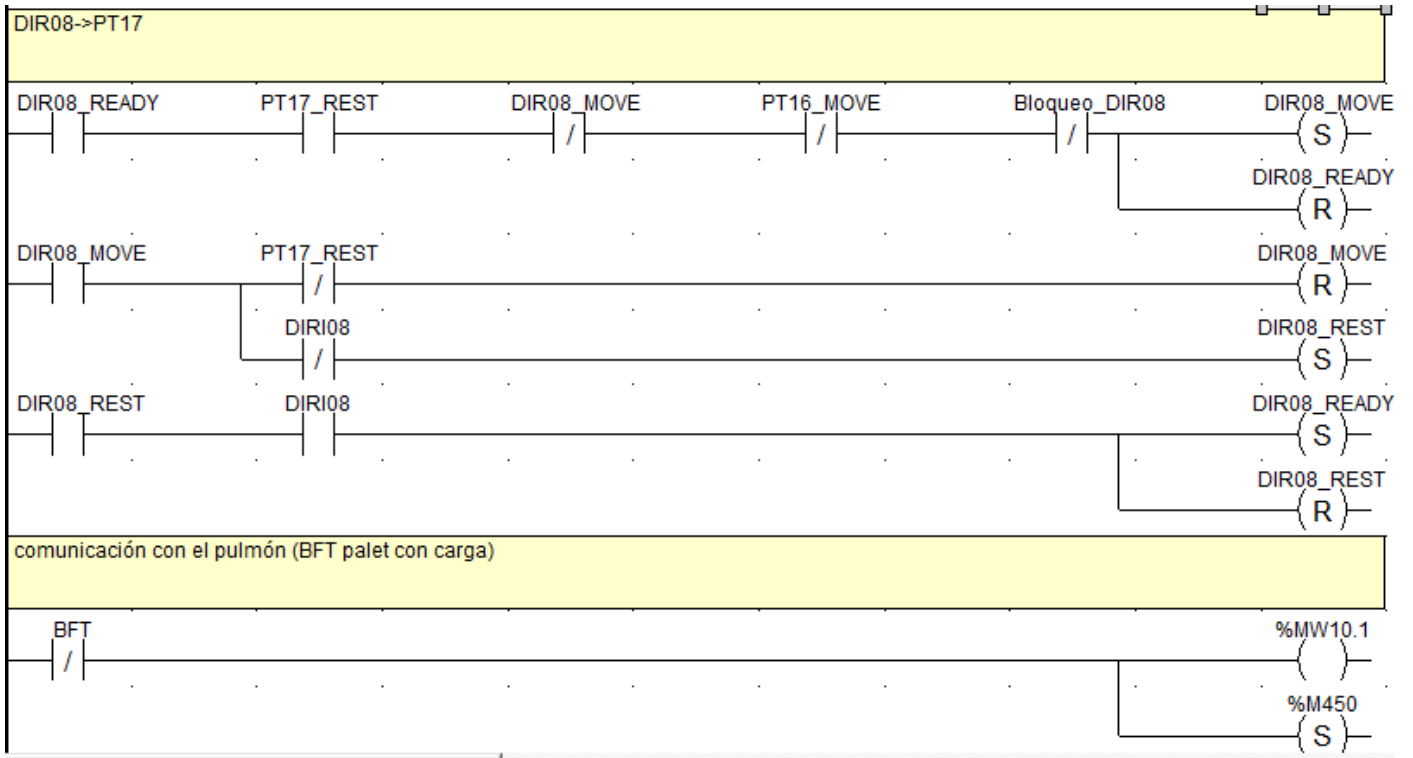 DIR08->PT17
DIR08_READY PT17_REST DIR08_MOVE PT16_MOVE Bloqueo_DIR08 DIR08_MOVE
/ / / S
DIR08_READY
R
DIR08_MOVE PT17_REST DIR08_MOVE
/ R
DIRI08 DIR08_REST
/ S
DIR08_REST DIRI08 DIR08_READY
S
DIR08_REST
R
comunicación con el pulmón (BFT palet con carga)
BFT %MW10.1
/
%M450
S